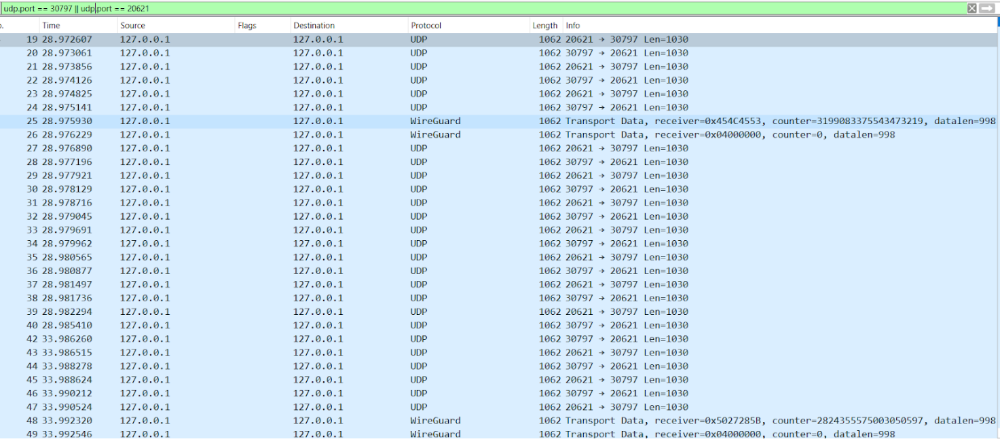 udp.port == 30797 || udp.port == 20621
Time Source Flags Destination Protocol Length Info
19 28.972607 127.0.0.1 127.0.0.1 UDP 1062 20621 → 30797 Len=1030
20 28.973061 127.0.0.1 127.0.0.1 UDP 1062 30797 → 20621 Len=1030
21 28.973856 127.0.0.1 127.0.0.1 UDP 1062 20621 → 30797 Len=1030
22 28.974126 127.0.0.1 127.0.0.1 UDP 1062 30797 → 20621 Len=1030
23 28.974825 127.0.0.1 127.0.0.1 UDP 1062 20621 → 30797 Len=1030
24 28.975141 127.0.0.1 127.0.0.1 UDP 1062 30797 → 20621 Len=1030
25 28.975930 127.0.0.1 127.0.0.1 WireGuard 1062 Transport Data, receiver=0x454C4553, counter=3199083375543473219, datalen=998
26 28.976229 127.0.0.1 127.0.0.1 WireGuard 1062 Transport Data, receiver=0x04000000, counter=0, datalen=998
27 28.976890 127.0.0.1 127.0.0.1 UDP 1062 20621 → 30797 Len=1030
28 28.977196 127.0.0.1 127.0.0.1 UDP 1062 30797 → 20621 Len=1030
29 28.977921 127.0.0.1 127.0.0.1 UDP 1062 20621 → 30797 Len=1030
30 28.978129 127.0.0.1 127.0.0.1 UDP 1062 30797 → 20621 Len=1030
31 28.978716 127.0.0.1 127.0.0.1 UDP 1062 20621 → 30797 Len=1030
32 28.979045 127.0.0.1 127.0.0.1 UDP 1062 30797 → 20621 Len=1030
33 28.979691 127.0.0.1 127.0.0.1 UDP 1062 20621 → 30797 Len=1030
34 28.979962 127.0.0.1 127.0.0.1 UDP 1062 30797 → 20621 Len=1030
35 28.980565 127.0.0.1 127.0.0.1 UDP 1062 20621 → 30797 Len=1030
36 28.980877 127.0.0.1 127.0.0.1 UDP 1062 30797 → 20621 Len=1030
37 28.981497 127.0.0.1 127.0.0.1 UDP 1062 20621 → 30797 Len=1030
38 28.981736 127.0.0.1 127.0.0.1 UDP 1062 30797 → 20621 Len=1030
39 28.982294 127.0.0.1 127.0.0.1 UDP 1062 20621 → 30797 Len=1030
40 28.985410 127.0.0.1 127.0.0.1 UDP 1062 30797 → 20621 Len=1030
42 33.986260 127.0.0.1 127.0.0.1 UDP 1062 30797 → 20621 Len=1030
43 33.986515 127.0.0.1 127.0.0.1 UDP 1062 20621 → 30797 Len=1030
44 33.988278 127.0.0.1 127.0.0.1 UDP 1062 30797 → 20621 Len=1030
45 33.988624 127.0.0.1 127.0.0.1 UDP 1062 20621 → 30797 Len=1030
46 33.990212 127.0.0.1 127.0.0.1 UDP 1062 30797 → 20621 Len=1030
47 33.990524 127.0.0.1 127.0.0.1 UDP 1062 20621 → 30797 Len=1030
48 33.992320 127.0.0.1 127.0.0.1 WireGuard 1062 Transport Data, receiver=0x5027285B, counter=2824355575003050597, datalen=998
49 33.992546 127.0.0.1 127.0.0.1 WireGuard 1062 Transport Data, receiver=0x04000000, counter=0, datalen=998